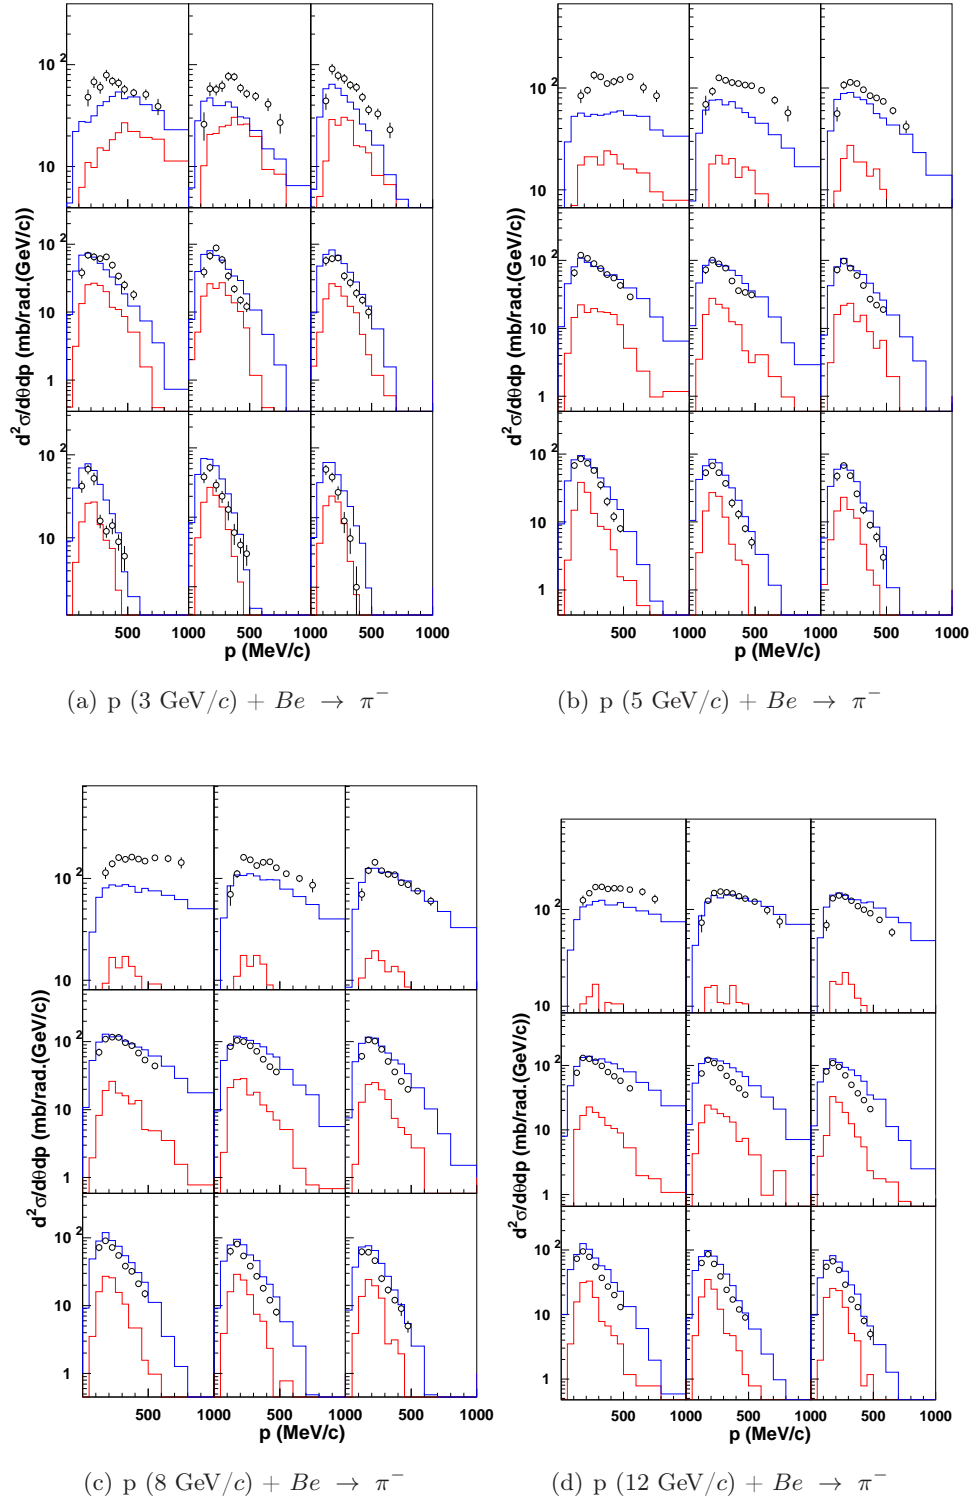 10 2
10
10 2
10
1
10 2
10
500 1000 500 1000 500 1000
d2σ/dθdp (mb/rad.(GeV/c))
p (MeV/c)
(a) p (3 GeV/c) + Be → π−
10 2
10
10 2
10
1
10 2
10
1
500 1000 500 1000 500 1000
d2σ/dθdp (mb/rad.(GeV/c))
p (MeV/c)
(b) p (5 GeV/c) + Be → π−
10 2
10
10 2
10
1
10 2
10
1
500 1000 500 1000 500 1000
d2σ/dθdp (mb/rad.(GeV/c))
p (MeV/c)
(c) p (8 GeV/c) + Be → π−
10 2
10
10 2
10
1
10 2
10
1
500 1000 500 1000 500 1000
d2σ/dθdp (mb/rad.(GeV/c))
p (MeV/c)
(d) p (12 GeV/c) + Be → π−